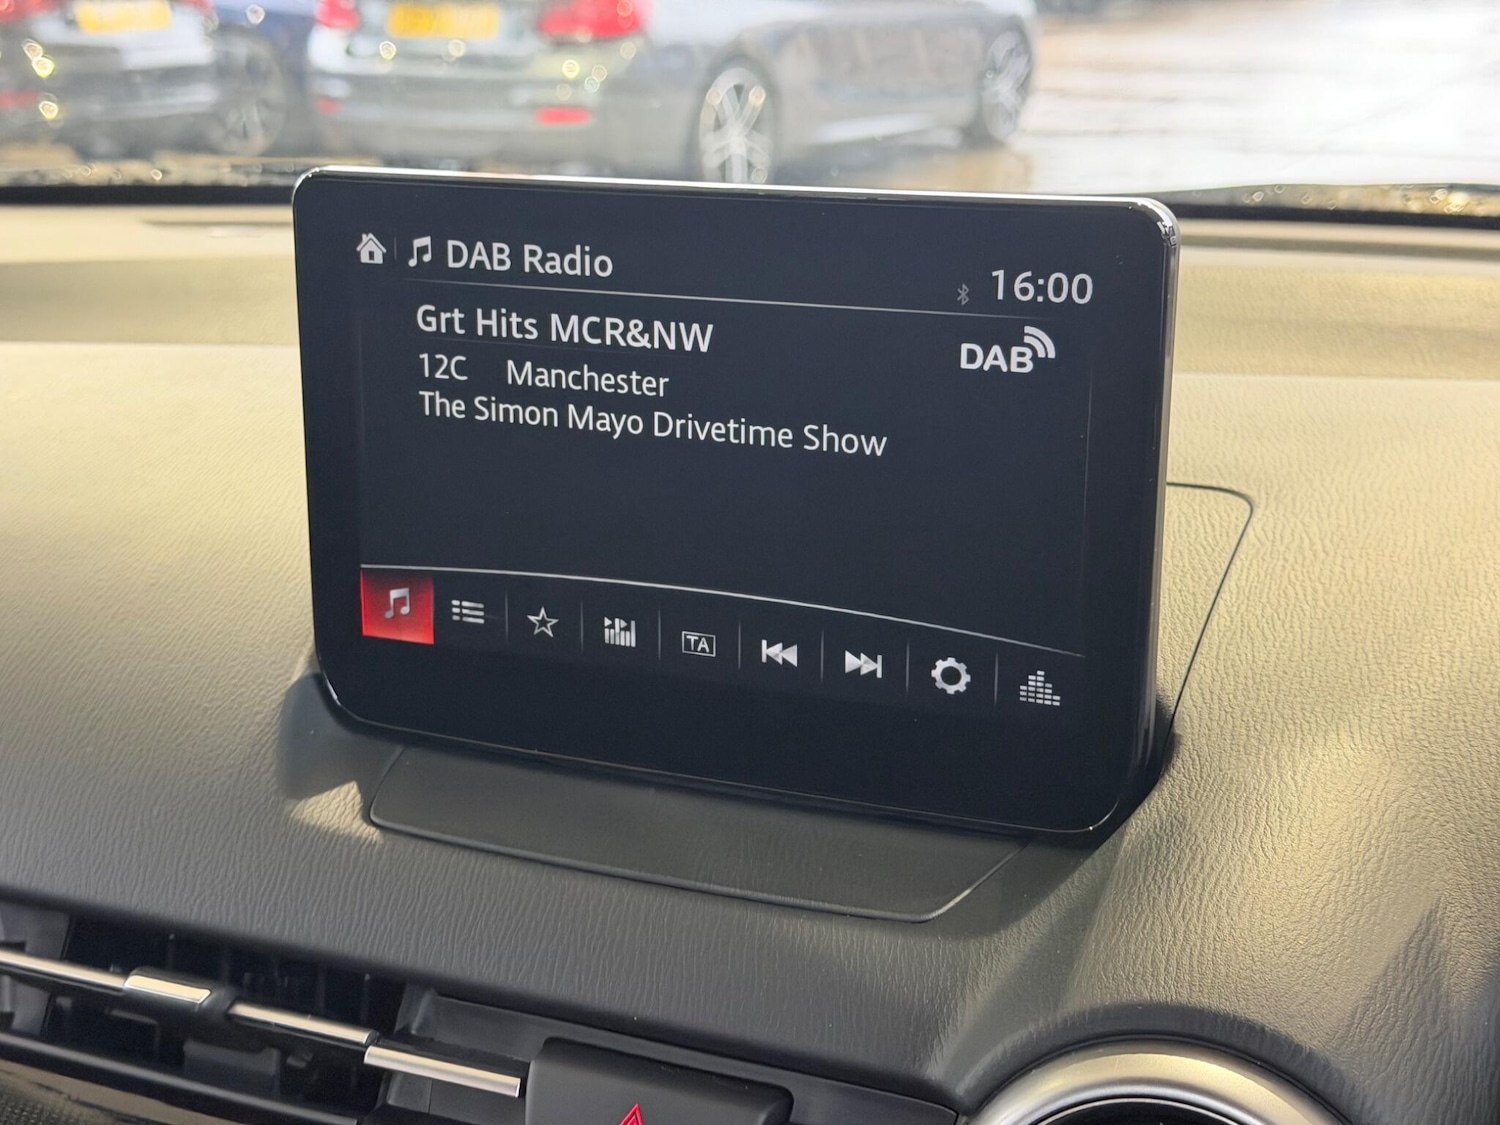 DAB Radio
16:00
Grt Hits MCR&NW
DAB
12C Manchester
The Simon Mayo Drivetime Show
TA